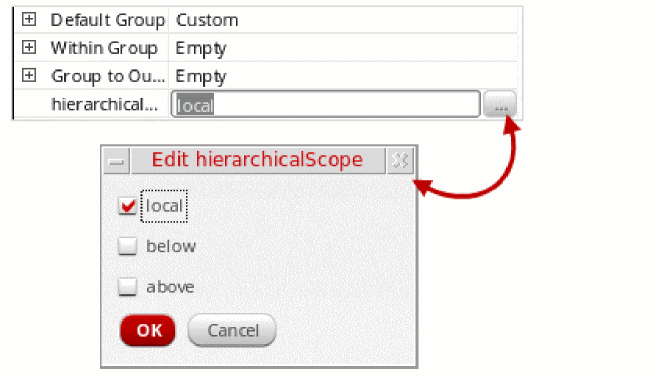 Default Group Custom
Within Group Empty
Group to Ou... Empty
hierarchical... local ...
Edit hierarchicalScope
local
below
above
OK Cancel